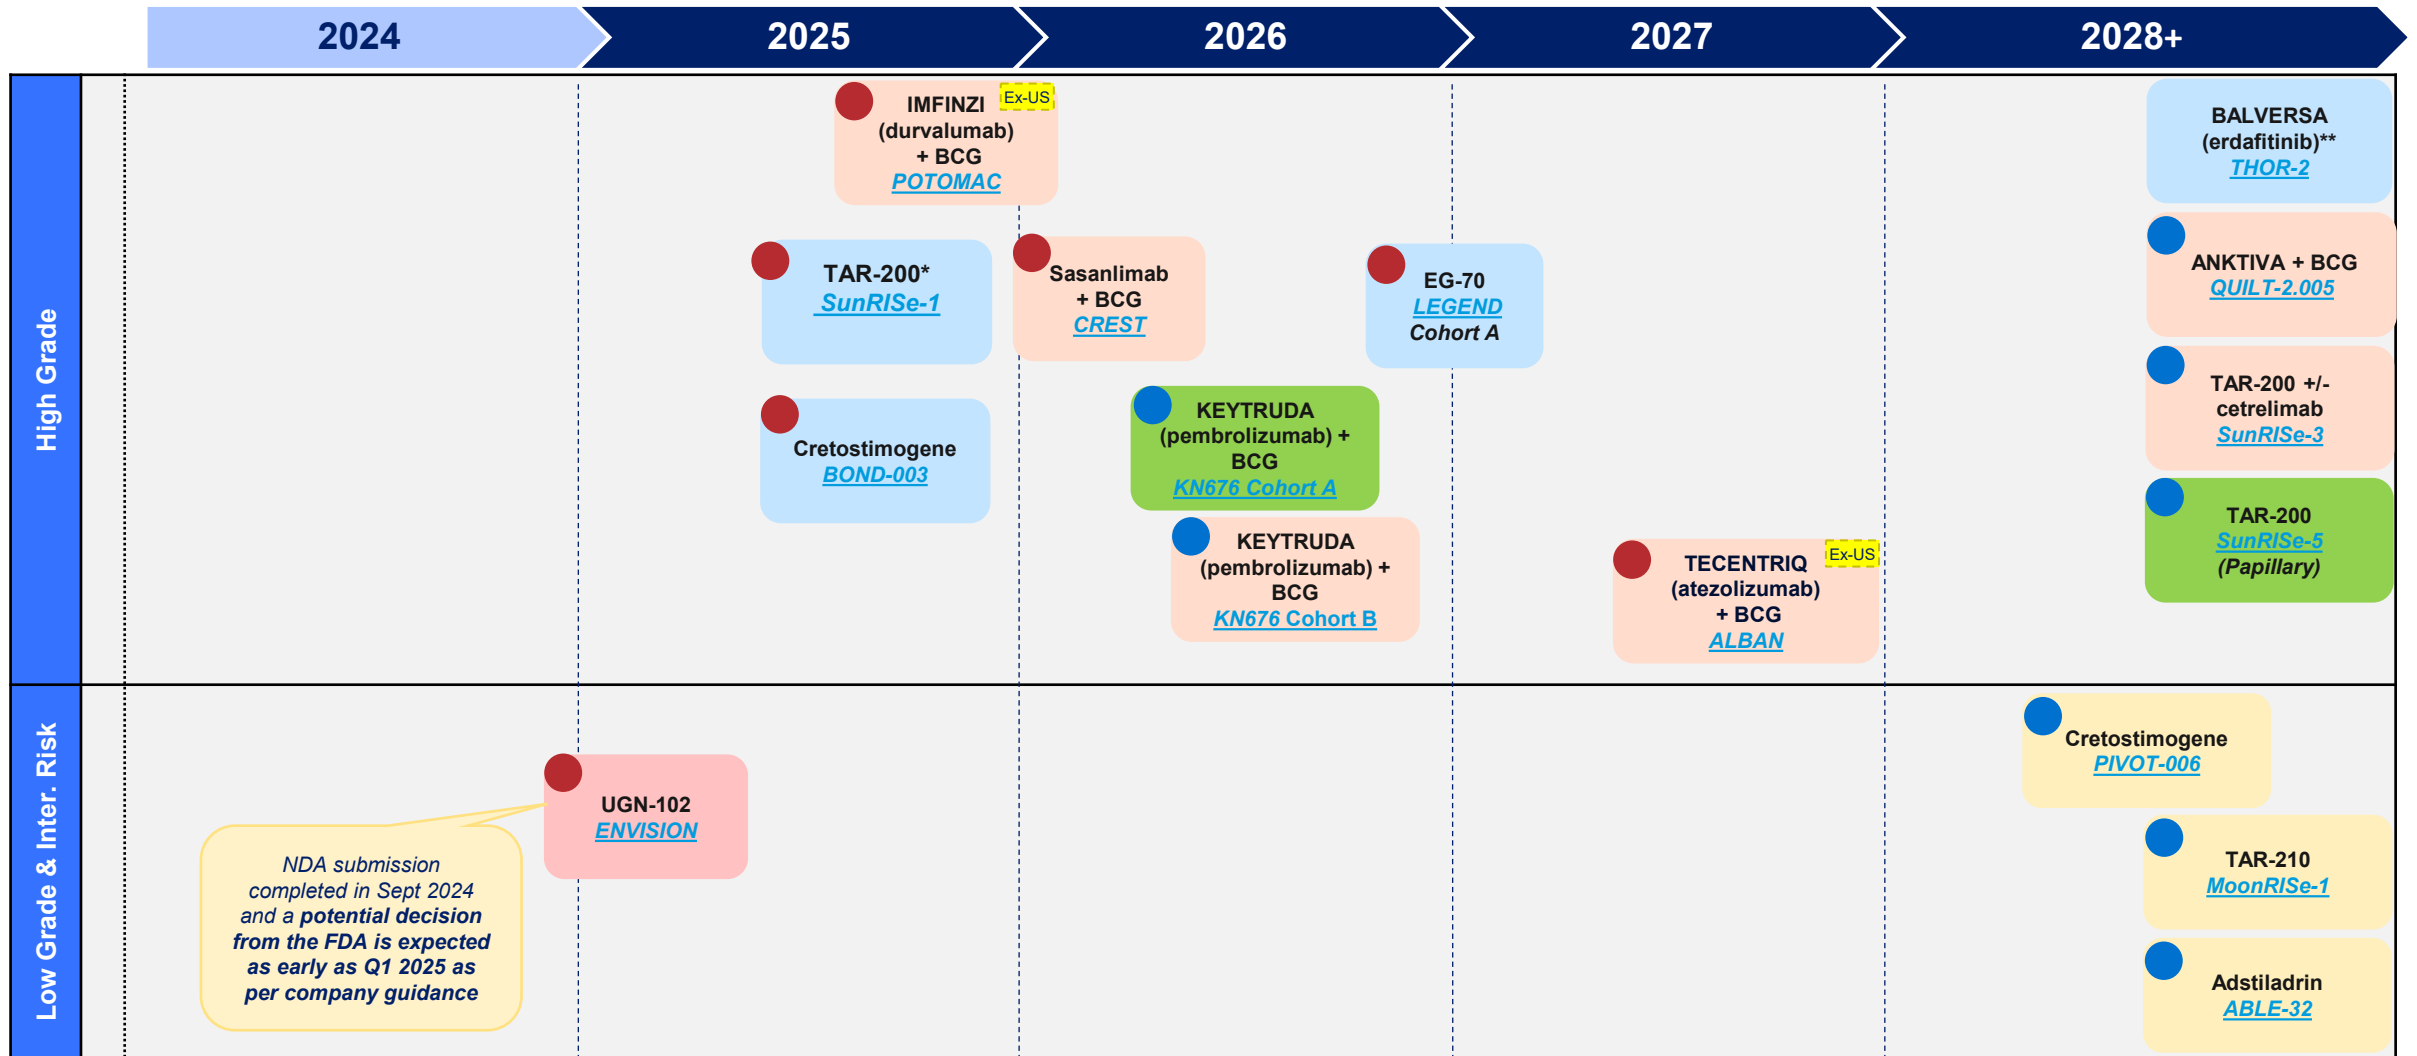 2024
2025
2026
2027
2028+
High Grade
IMFINZI
(durvalumab)
+ BCG
POTOMAC
Ex-US
TAR-200*
SunRISe-1
Cretostimogene
BOND-003
Sasanlimab
+ BCG
CREST
KEYTRUDA
(pembrolizumab) +
BCG
KN676 Cohort A
KEYTRUDA
(pembrolizumab) +
BCG
KN676 Cohort B
EG-70
LEGEND
Cohort A
TECENTRIQ
(atezolizumab)
+ BCG
ALBAN
Ex-US
BALVERSA
(erdafitinib)**
THOR-2
ANKTIVA + BCG
QUILT-2.005
TAR-200 +/-
cetrelimab
SunRISe-3
TAR-200
SunRISe-5
(Papillary)
Low Grade & Inter. Risk
NDA submission
completed in Sept 2024
and a potential decision
from the FDA is expected
as early as Q1 2025 as
per company guidance
UGN-102
ENVISION
Cretostimogene
PIVOT-006
TAR-210
MoonRISe-1
Adstiladrin
ABLE-32